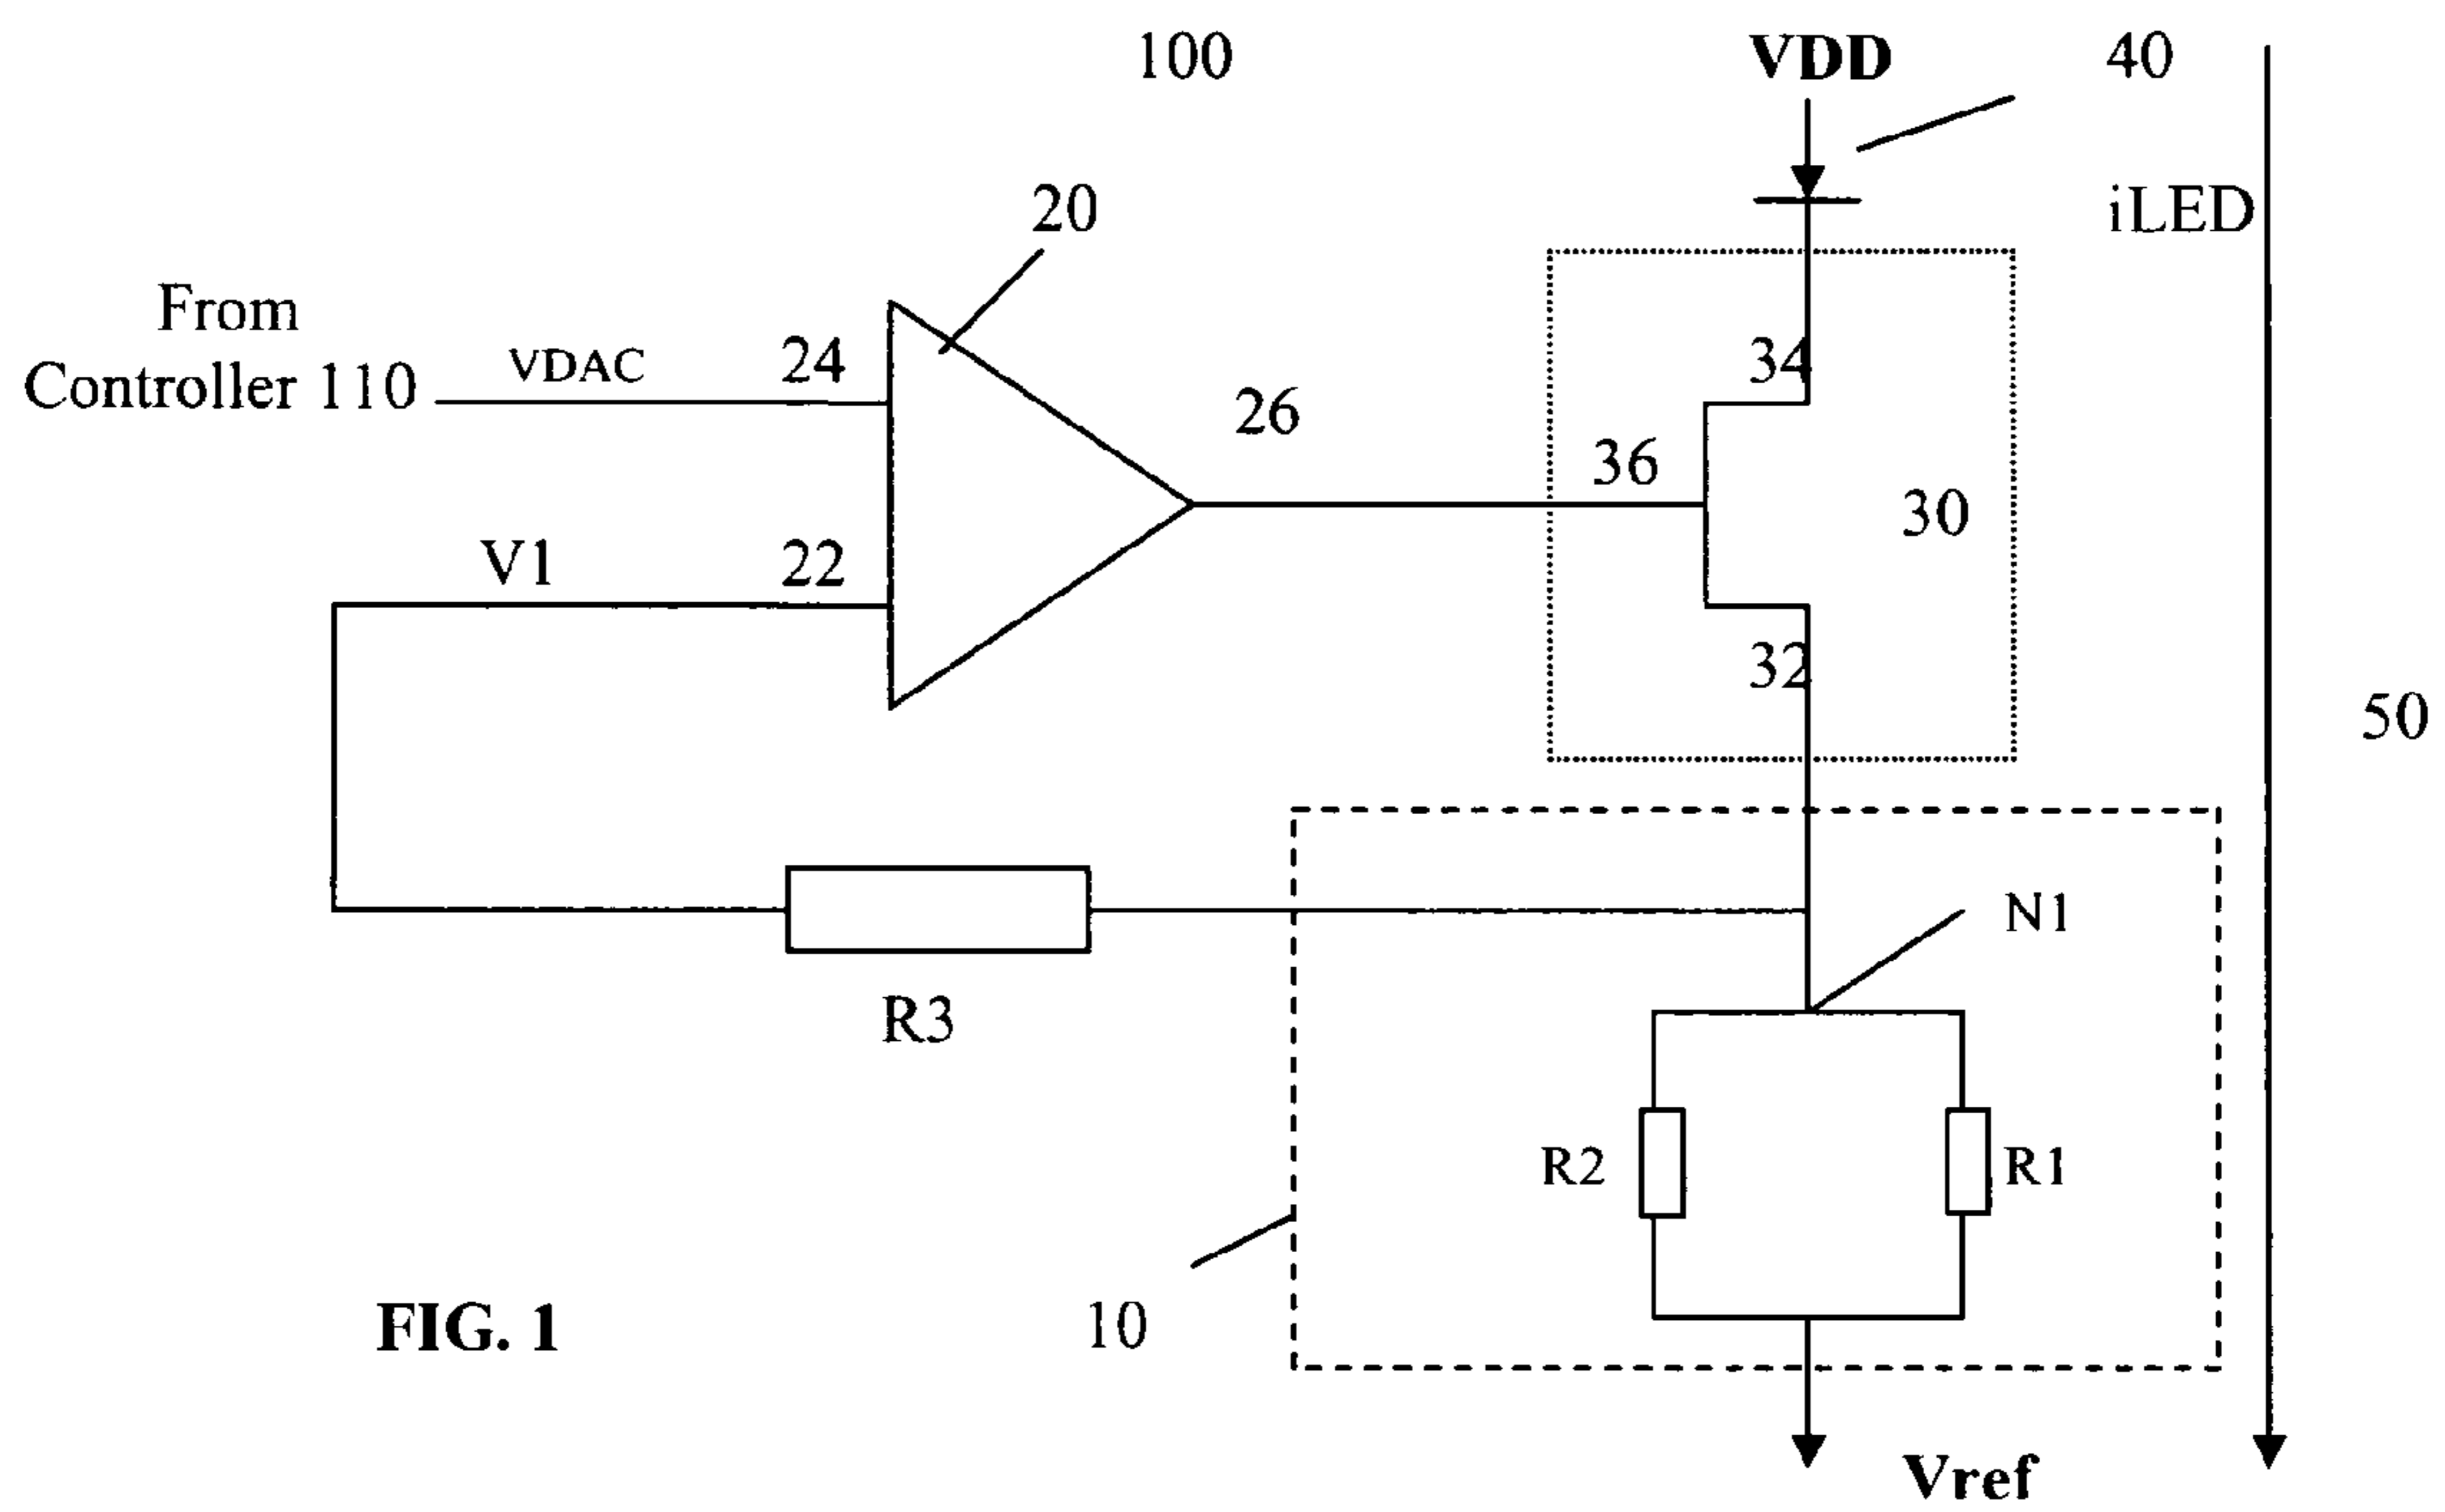 100
VDD
40
20
iLED
From
Controller 110
VDAC
24
26
34
36
30
V1
22
32
50
N1
R3
R2
R1
10
FIG. 1
Vref